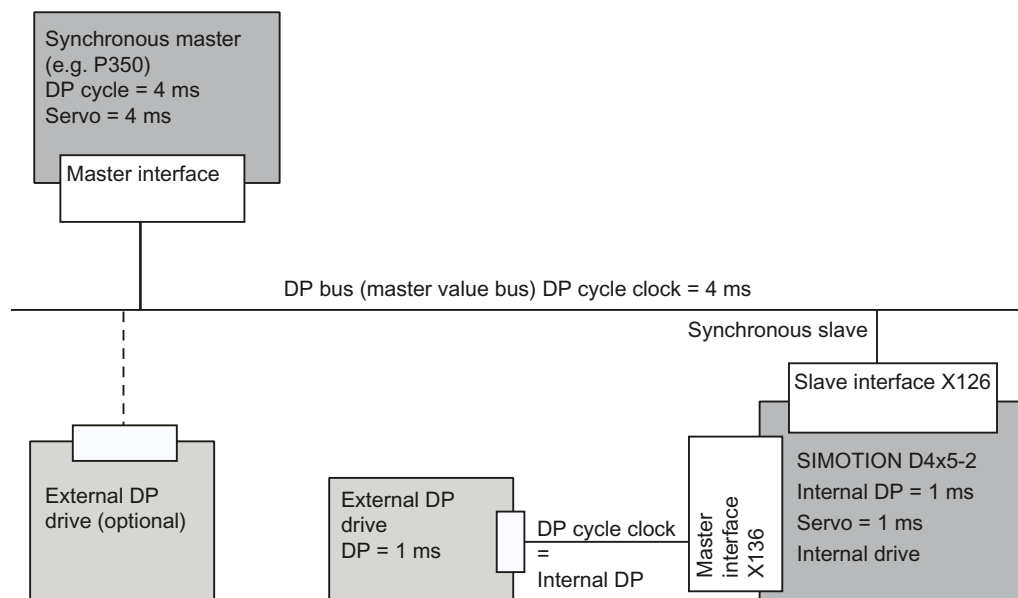 Synchronous master
(e.g. P350)
DP cycle = 4 ms
Servo = 4 ms
Master interface
DP bus (master value bus) DP cycle clock = 4 ms
Synchronous slave
Slave interface X126
External DP
drive (optional)
External DP
drive
DP = 1 ms
DP cycle clock
=
Internal DP
Master
interface
X136
SIMOTION D4x5-2
Internal DP = 1 ms
Servo = 1 ms
Internal drive